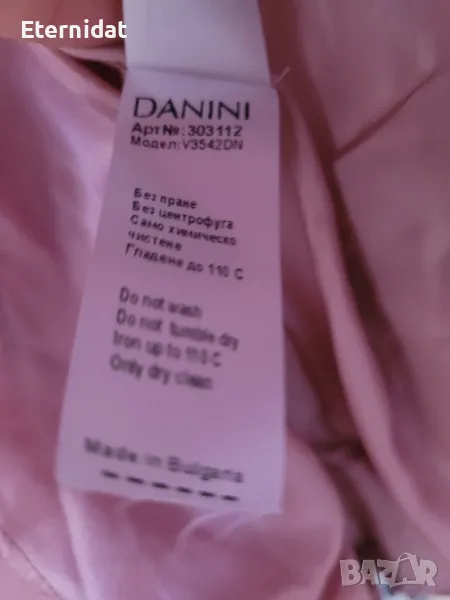 Eternidat
DANINI
Арт№:303112
Модел:V3542DN
Без пране
Без центрофуга
Само химическо
чистене
Гладене до 110 C
Do not wash
Do not tumble dry
Iron up to 110 C
Only dry clean
Made in Bulgaria
BAZAR